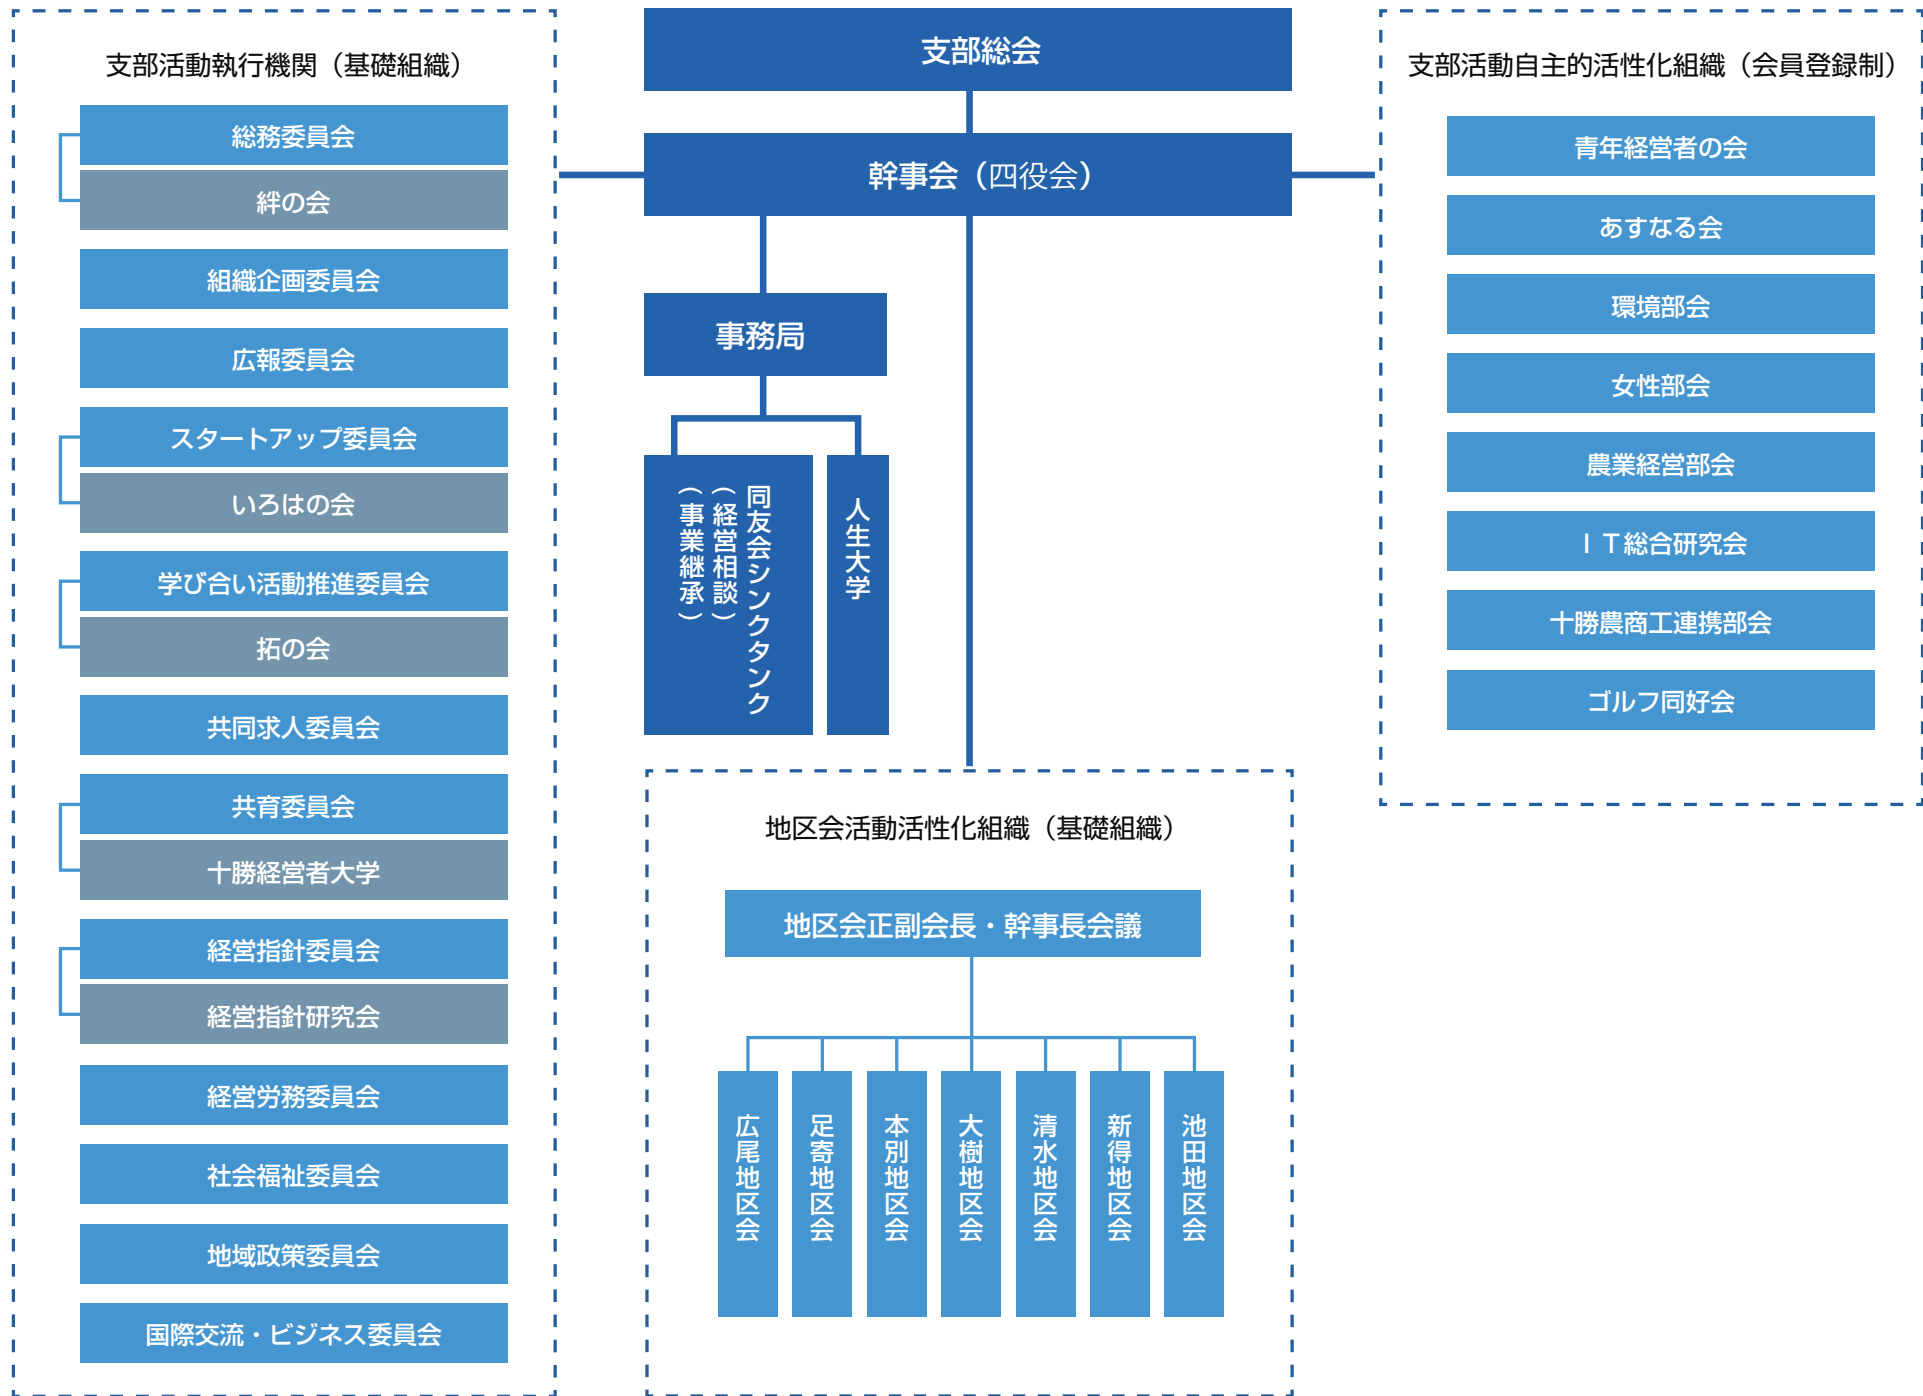 支部活動執行機関（基礎組織）
総務委員会
絆の会
組織企画委員会
広報委員会
スタートアップ委員会
いろはの会
学び合い活動推進委員会
拓の会
共同求人委員会
共育委員会
十勝経営者大学
経営指針委員会
経営指針研究会
経営労務委員会
社会福祉委員会
地域政策委員会
国際交流・ビジネス委員会
支部総会
幹事会（四役会）
事務局
同友会シンクタンク
（経営相談）
（事業継承）
人生大学
地区会活動活性化組織（基礎組織）
地区会正副会長・幹事長会議
広尾地区会
足寄地区会
本別地区会
大樹地区会
清水地区会
新得地区会
池田地区会
支部活動自主的活性化組織（会員登録制）
青年経営者の会
あすなる会
環境部会
女性部会
農業経営部会
ＩＴ総合研究会
十勝農商工連携部会
ゴルフ同好会